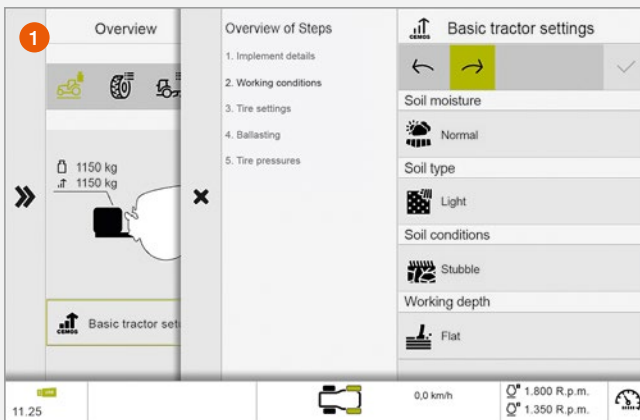 1
Overview
1150 kg
1150 kg
CEMOS
Basic tractor set
Overview of Steps
1. Implement details
2. Working conditions
3. Tire settings
4. Ballasting
5. Tire pressures
CEMOS
Basic tractor settings
Soil moisture
Normal
Soil type
Light
Soil conditions
Stubble
Working depth
Flat
11.25
0,0 km/h
1.800 R.p.m.
1.350 R.p.m.